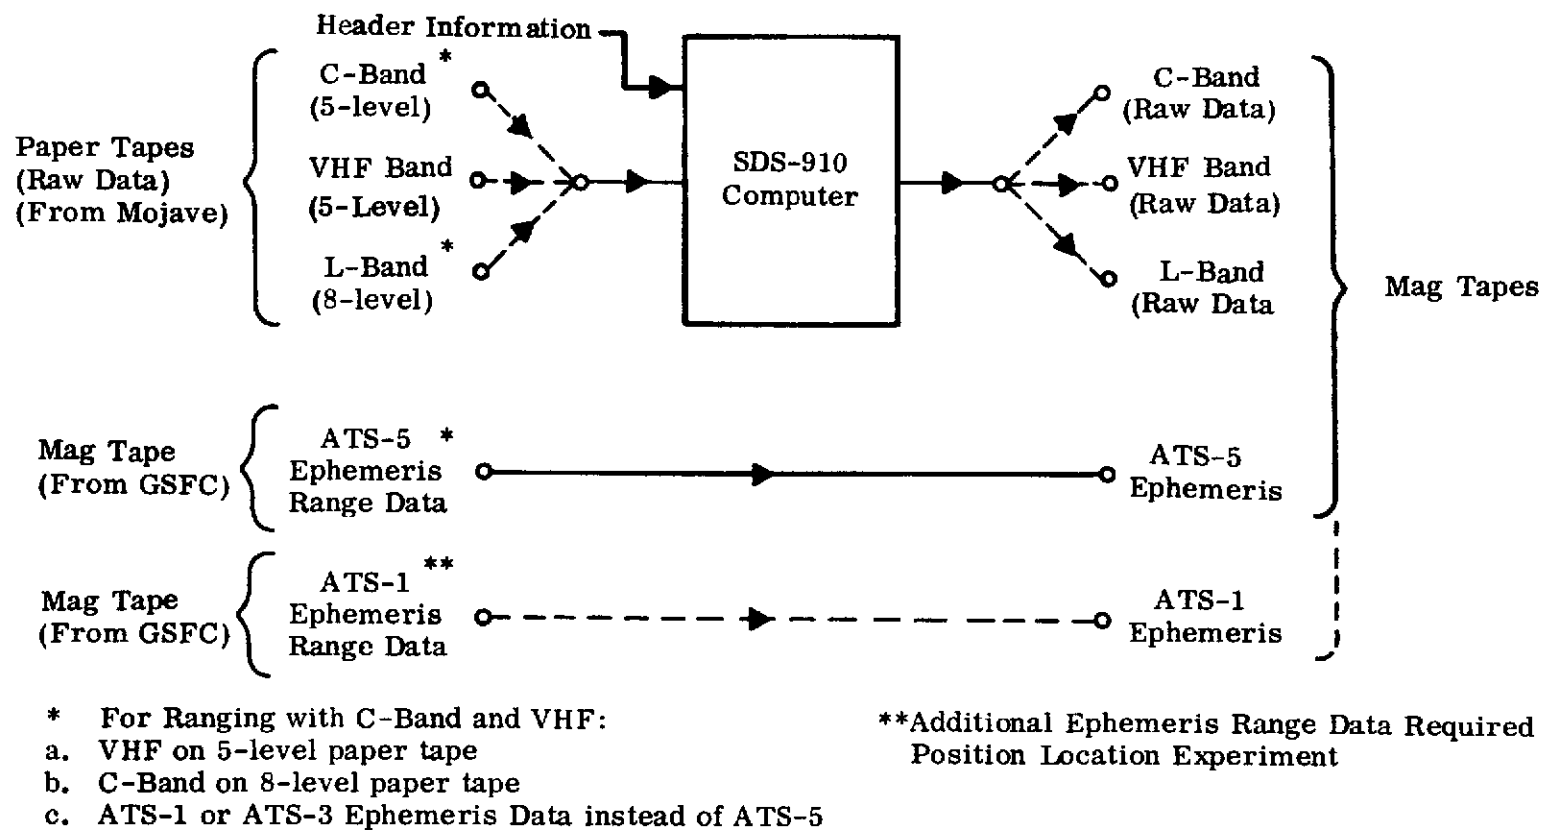 Header Information
C-Band *
(5-level)
VHF Band
(5-Level)
L-Band *
(8-level)
Paper Tapes
(Raw Data)
(From Mojave)
SDS-910
Computer
C-Band
(Raw Data)
VHF Band
(Raw Data)
L-Band
(Raw Data
Mag Tapes
Mag Tape
(From GSFC)
ATS-5 *
Ephemeris
Range Data
ATS-5
Ephemeris
Mag Tape
(From GSFC)
ATS-1 **
Ephemeris
Range Data
ATS-1
Ephemeris
* For Ranging with C-Band and VHF:
a. VHF on 5-level paper tape
b. C-Band on 8-level paper tape
c. ATS-1 or ATS-3 Ephemeris Data instead of ATS-5
**Additional Ephemeris Range Data Required
Position Location Experiment